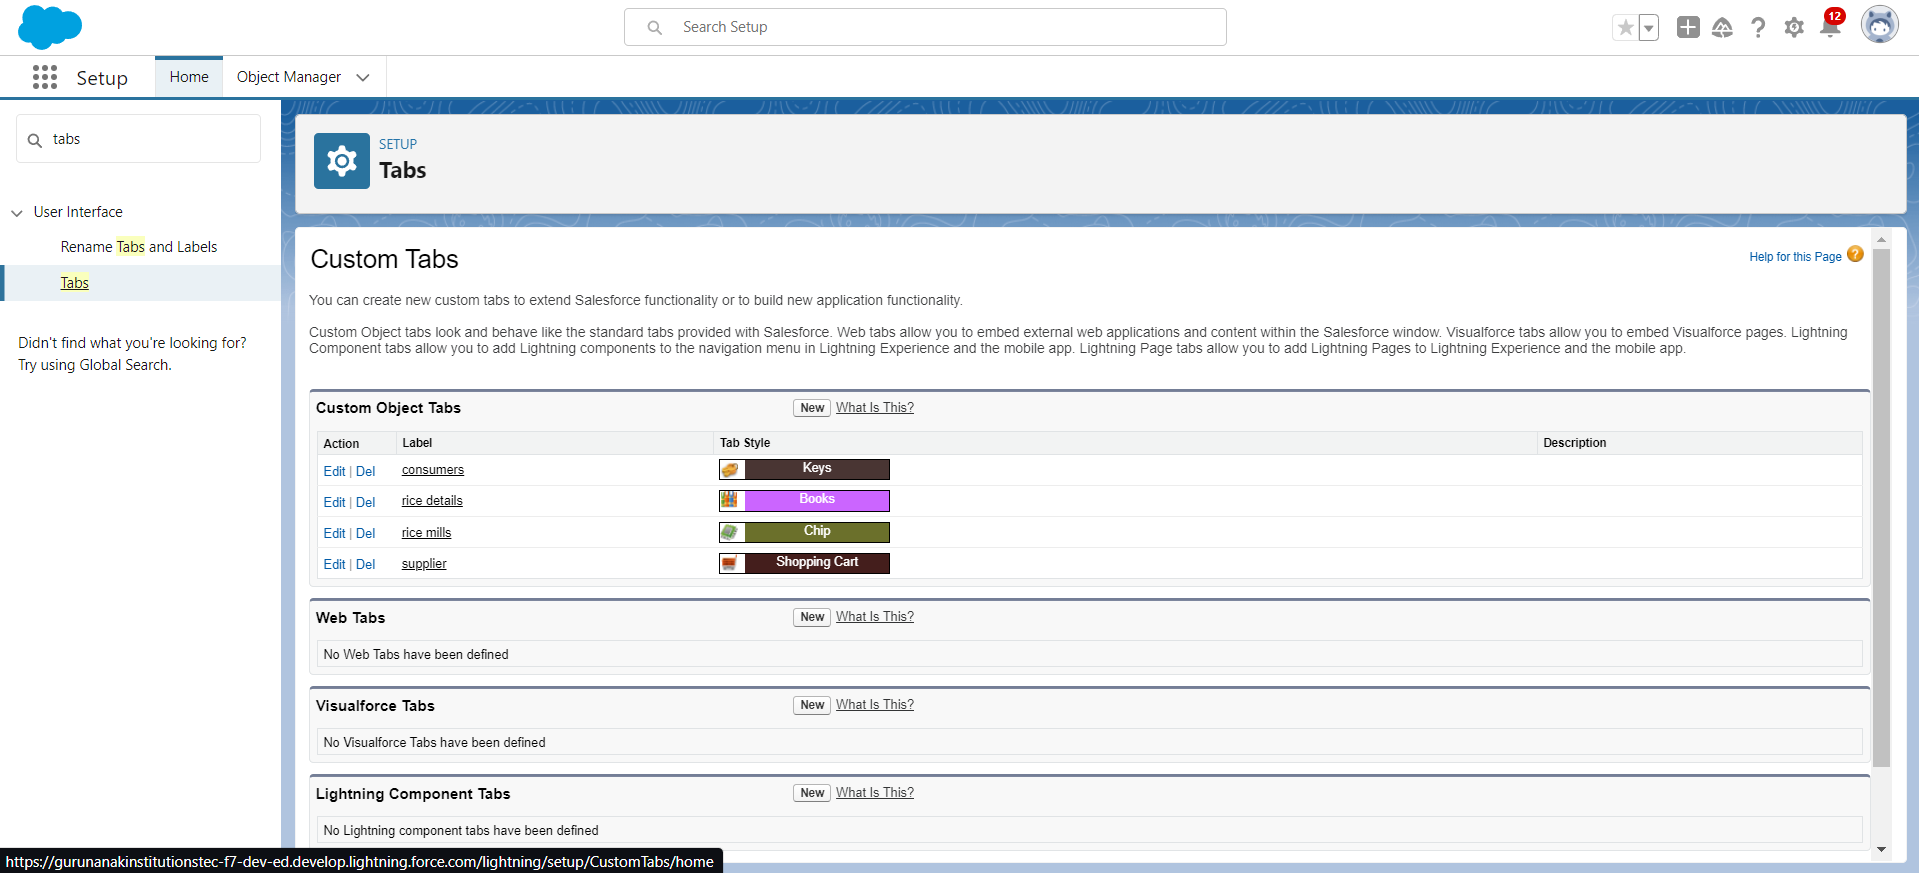 Search Setup
12
Setup
Home
Object Manager
tabs
User Interface
Rename Tabs and Labels
Tabs
Didn't find what you're looking for?
Try using Global Search.
SETUP
Tabs
Custom Tabs
Help for this Page ?
You can create new custom tabs to extend Salesforce functionality or to build new application functionality.
Custom Object tabs look and behave like the standard tabs provided with Salesforce. Web tabs allow you to embed external web applications and content within the Salesforce window. Visualforce tabs allow you to embed Visualforce pages. Lightning
Component tabs allow you to add Lightning components to the navigation menu in Lightning Experience and the mobile app. Lightning Page tabs allow you to add Lightning Pages to Lightning Experience and the mobile app.
Custom Object Tabs New What Is This?
Action Label Tab Style Description
Edit | Del consumers Keys
Edit | Del rice details Books
Edit | Del rice mills Chip
Edit | Del supplier Shopping Cart
Web Tabs New What Is This?
No Web Tabs have been defined
Visualforce Tabs New What Is This?
No Visualforce Tabs have been defined
Lightning Component Tabs New What Is This?
No Lightning component tabs have been defined
https://gurunanakinstitutionstec-f7-dev-ed.develop.lightning.force.com/lightning/setup/CustomTabs/home